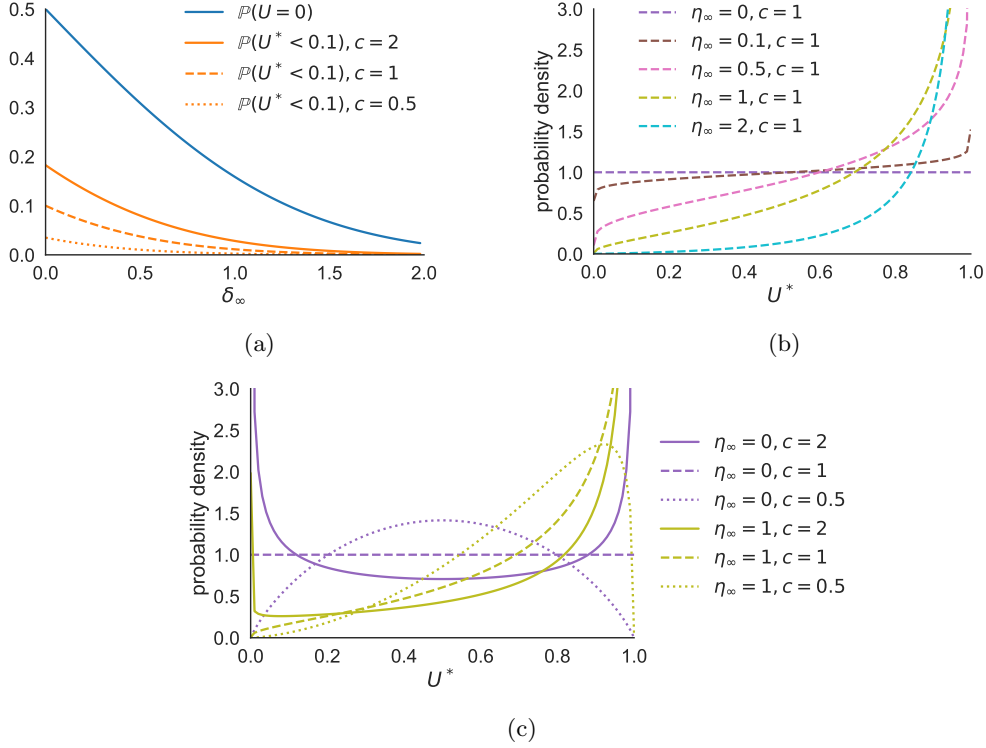 0.5
0.4
0.3
0.2
0.1
0.0
0.0 0.5 1.0 1.5 2.0
δ∞
ℙ(U = 0)
ℙ(U* < 0.1), c = 2
ℙ(U* < 0.1), c = 1
ℙ(U* < 0.1), c = 0.5
(a)
probability density
3.0
2.5
2.0
1.5
1.0
0.5
0.0
0.0 0.2 0.4 0.6 0.8 1.0
U*
η∞ = 0, c = 1
η∞ = 0.1, c = 1
η∞ = 0.5, c = 1
η∞ = 1, c = 1
η∞ = 2, c = 1
(b)
probability density
3.0
2.5
2.0
1.5
1.0
0.5
0.0
0.0 0.2 0.4 0.6 0.8 1.0
U*
η∞ = 0, c = 2
η∞ = 0, c = 1
η∞ = 0, c = 0.5
η∞ = 1, c = 2
η∞ = 1, c = 1
η∞ = 1, c = 0.5
(c)